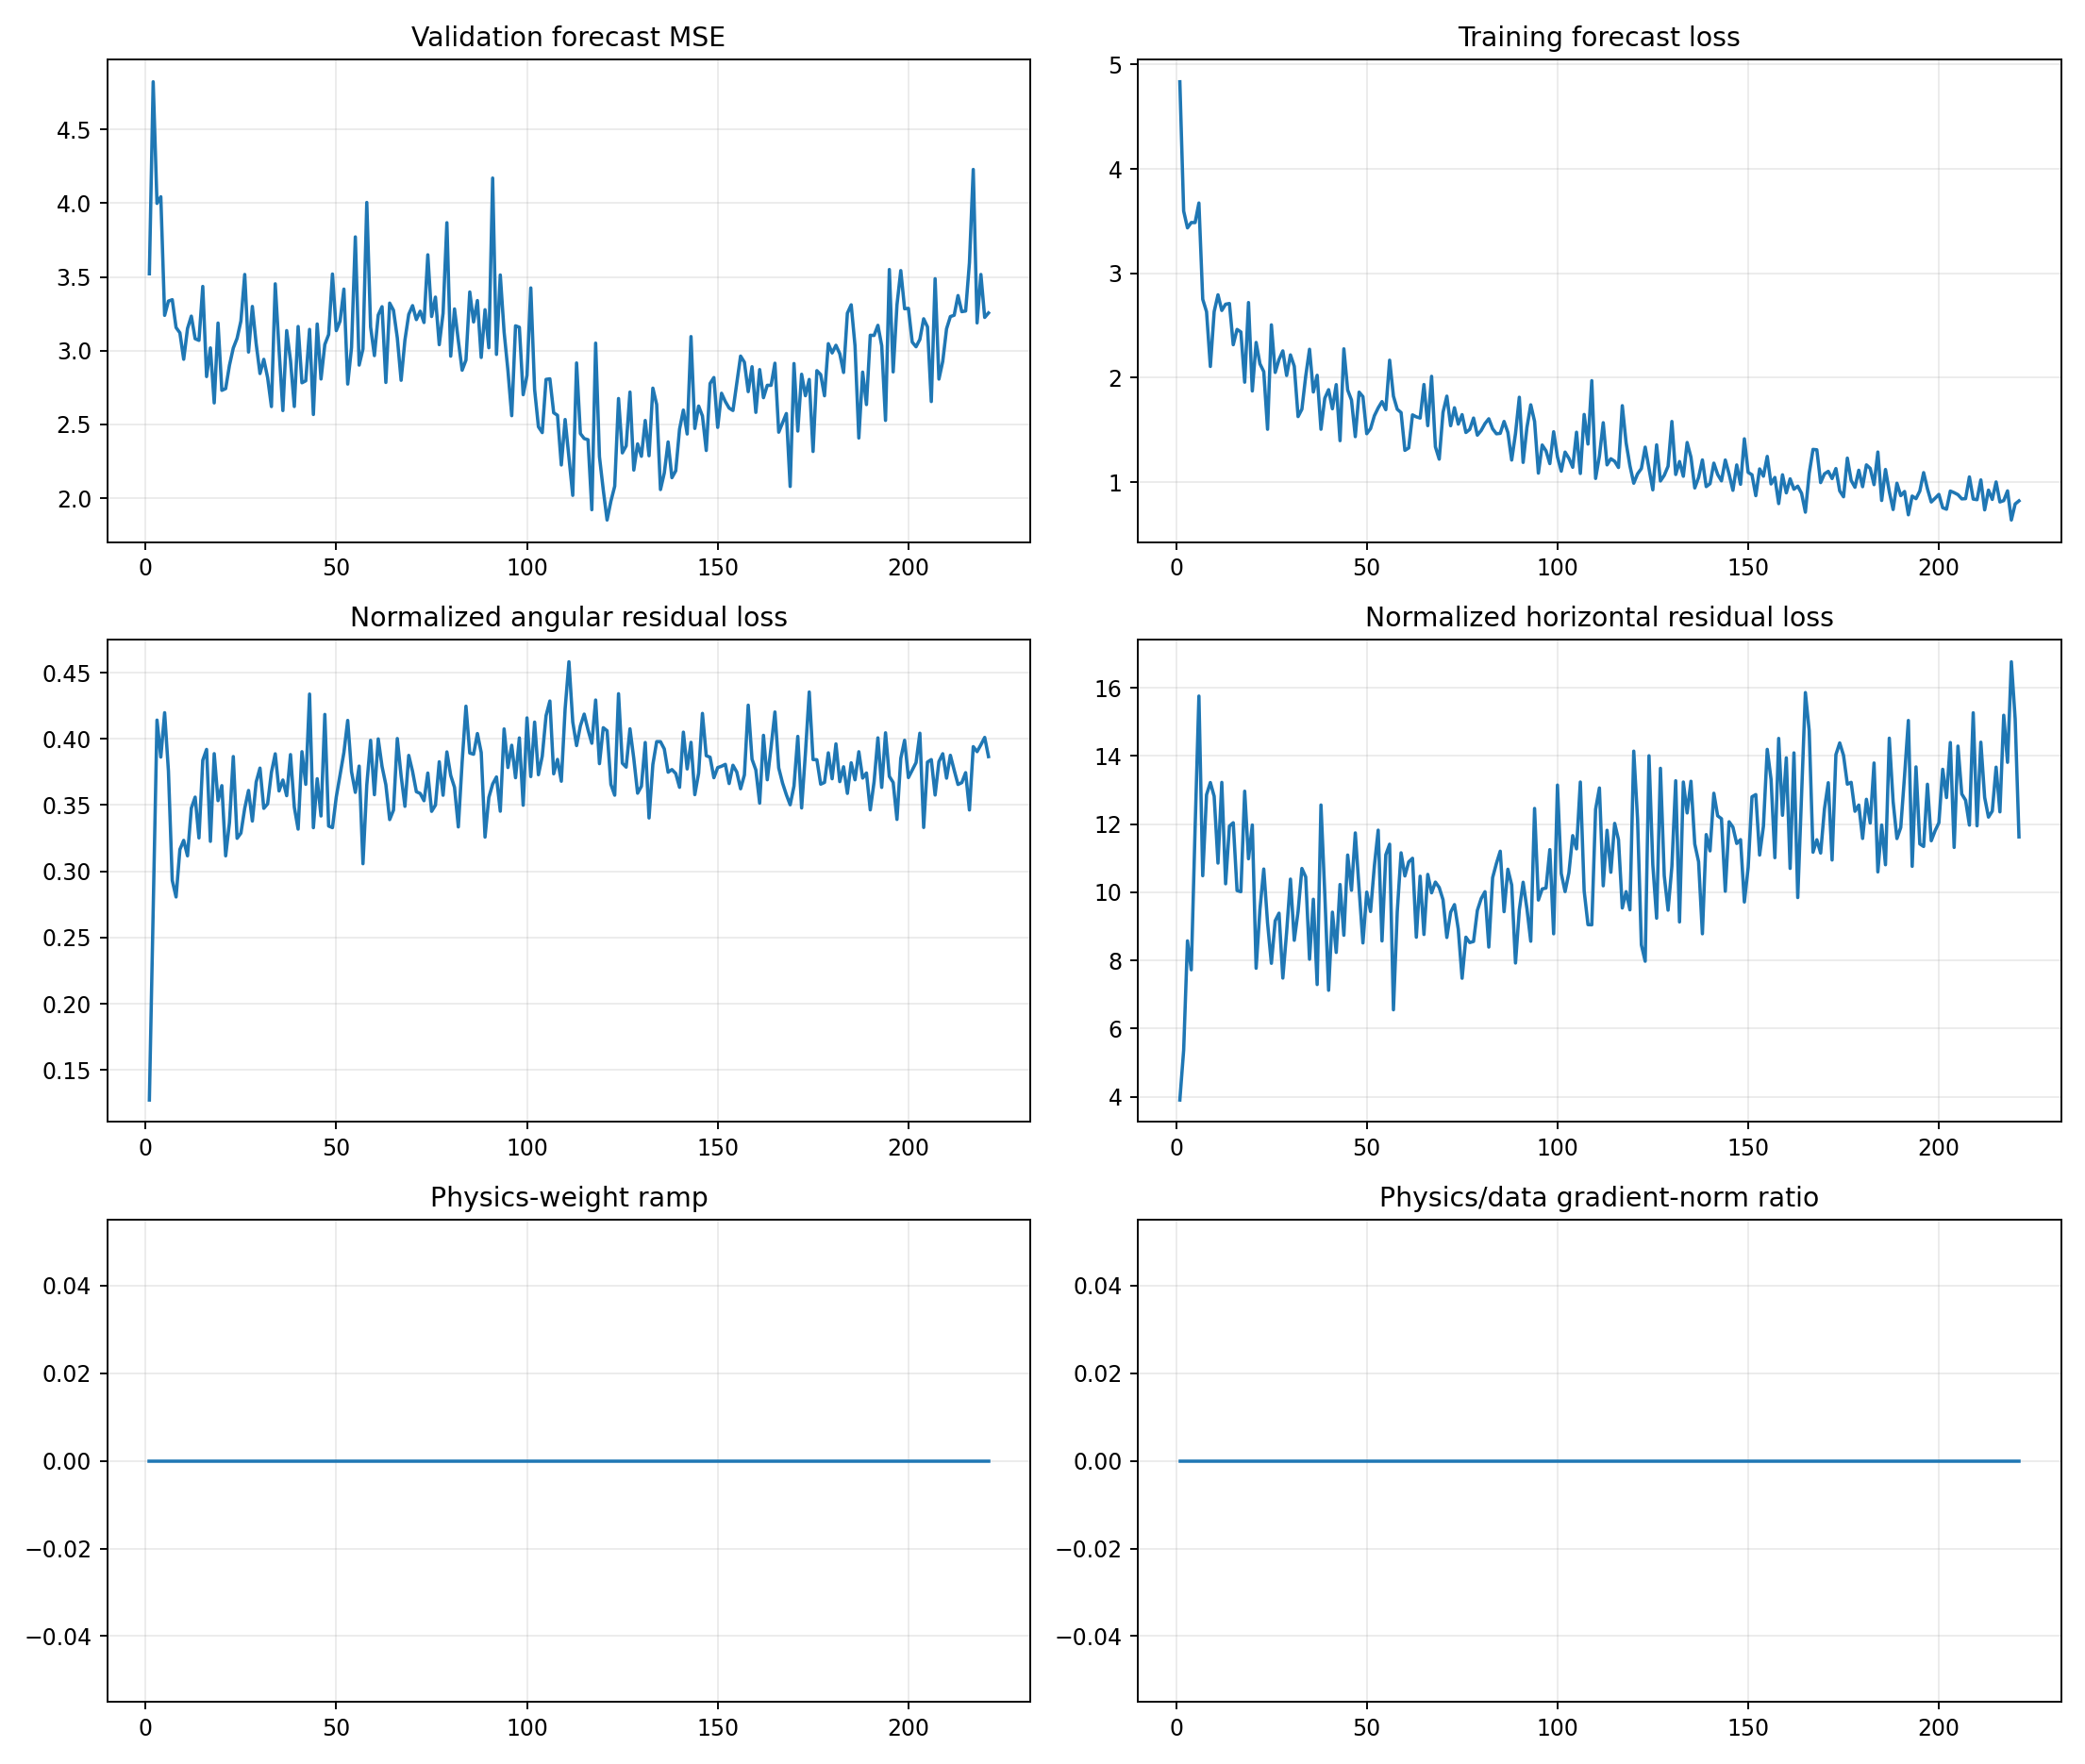 Validation forecast MSE
4.5
4.0
3.5
3.0
2.5
2.0
0 50 100 150 200
Training forecast loss
5
4
3
2
1
0 50 100 150 200
Normalized angular residual loss
0.45
0.40
0.35
0.30
0.25
0.20
0.15
0 50 100 150 200
Normalized horizontal residual loss
16
14
12
10
8
6
4
0 50 100 150 200
Physics-weight ramp
0.04
0.02
0.00
−0.02
−0.04
0 50 100 150 200
Physics/data gradient-norm ratio
0.04
0.02
0.00
−0.02
−0.04
0 50 100 150 200